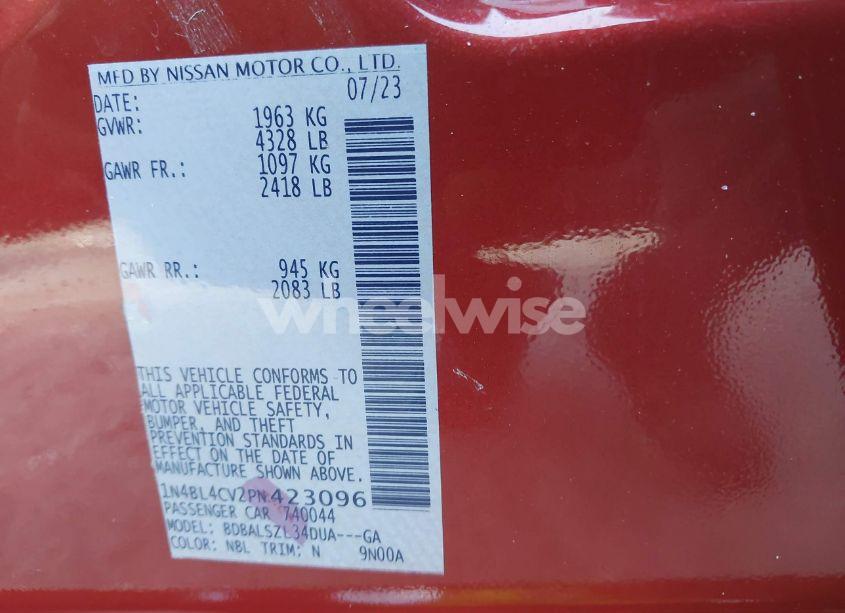 MFD BY NISSAN MOTOR CO., LTD.
DATE: 07/23
GVWR: 1963 KG
4328 LB
GAWR FR.: 1097 KG
2418 LB
GAWR RR.: 945 KG
2083 LB
THIS VEHICLE CONFORMS TO
ALL APPLICABLE FEDERAL
MOTOR VEHICLE SAFETY,
BUMPER, AND THEFT
PREVENTION STANDARDS IN
EFFECT ON THE DATE OF
MANUFACTURE SHOWN ABOVE.
1N4BL4CV2PN423096
PASSENGER CAR 740044
MODEL: BDBALSZL34DUA---GA
COLOR: NBL TRIM: N 9N00A
wheelwise